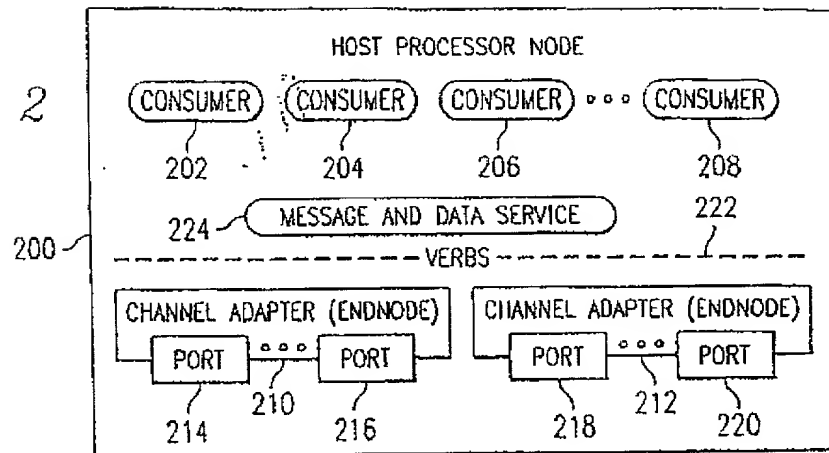 HOST PROCESSOR NODE
2
CONSUMER CONSUMER CONSUMER CONSUMER
202 204 206 208
MESSAGE AND DATA SERVICE
224 222
200
VERBS
CHANNEL ADAPTER (ENDNODE) CHANNEL ADAPTER (ENDNODE)
PORT PORT PORT PORT
214 210 216 218 212 220